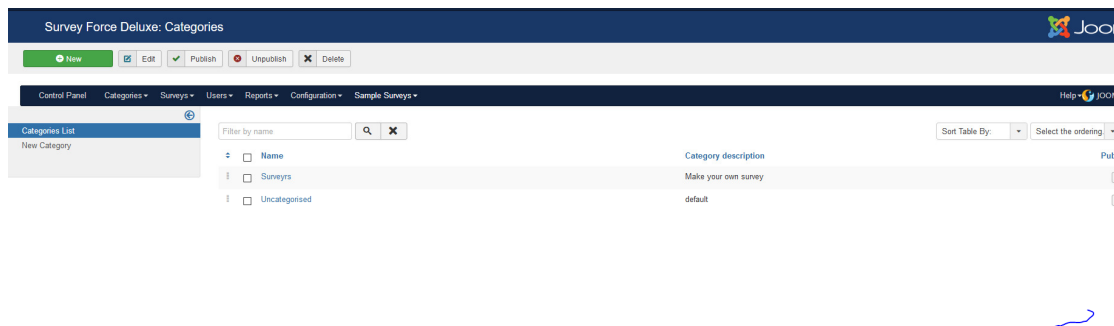 Survey Force Deluxe: Categories
New Edit Publish Unpublish Delete
Control Panel Categories Surveys Users Reports Configuration Sample Surveys Help
Categories List
New Category
Filter by name Sort Table By: Select the ordering.
Name Category description
Surveyrs Make your own survey
Uncategorised default